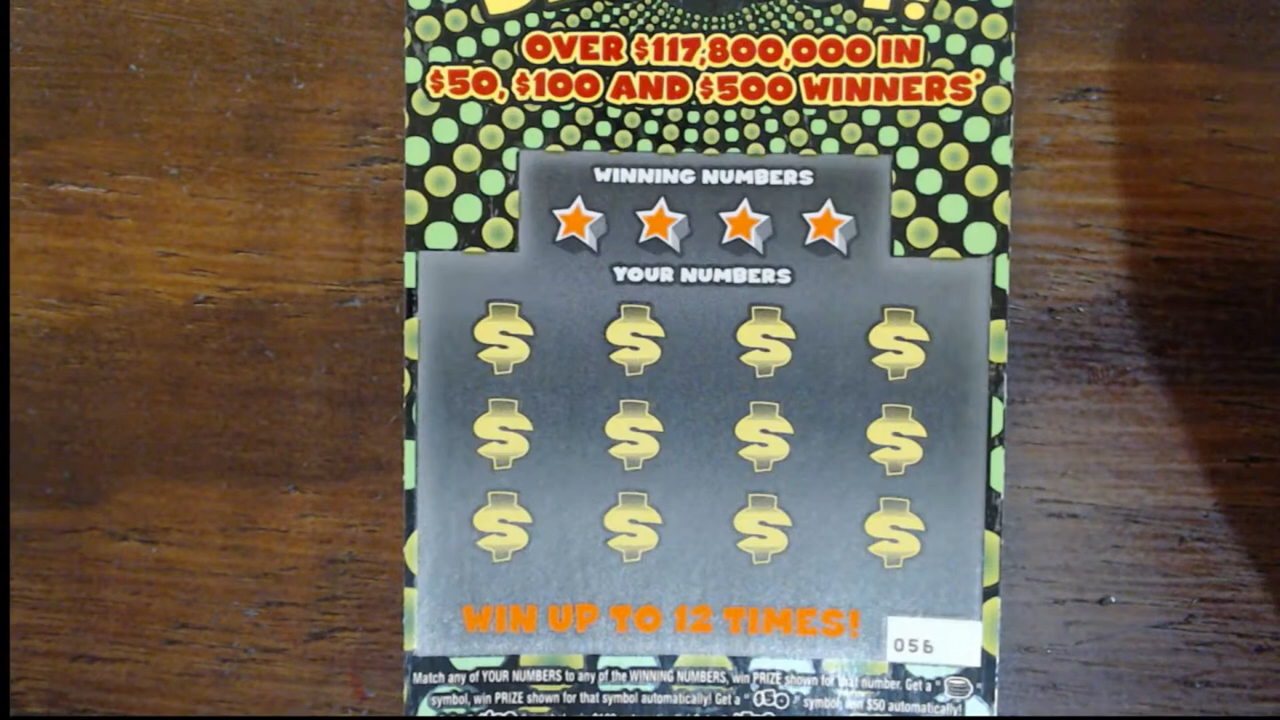 OVER $117,800,000 IN
$50, $100 AND $500 WINNERS*
WINNING NUMBERS
YOUR NUMBERS
$ $ $ $
$ $ $ $
$ $ $ $
WIN UP TO 12 TIMES!
056
Match any of YOUR NUMBERS to any of the WINNING NUMBERS, win PRIZE shown for that number. Get a " "
symbol, win PRIZE shown for that symbol automatically! Get a " $50 " symbol, win $50 automatically!